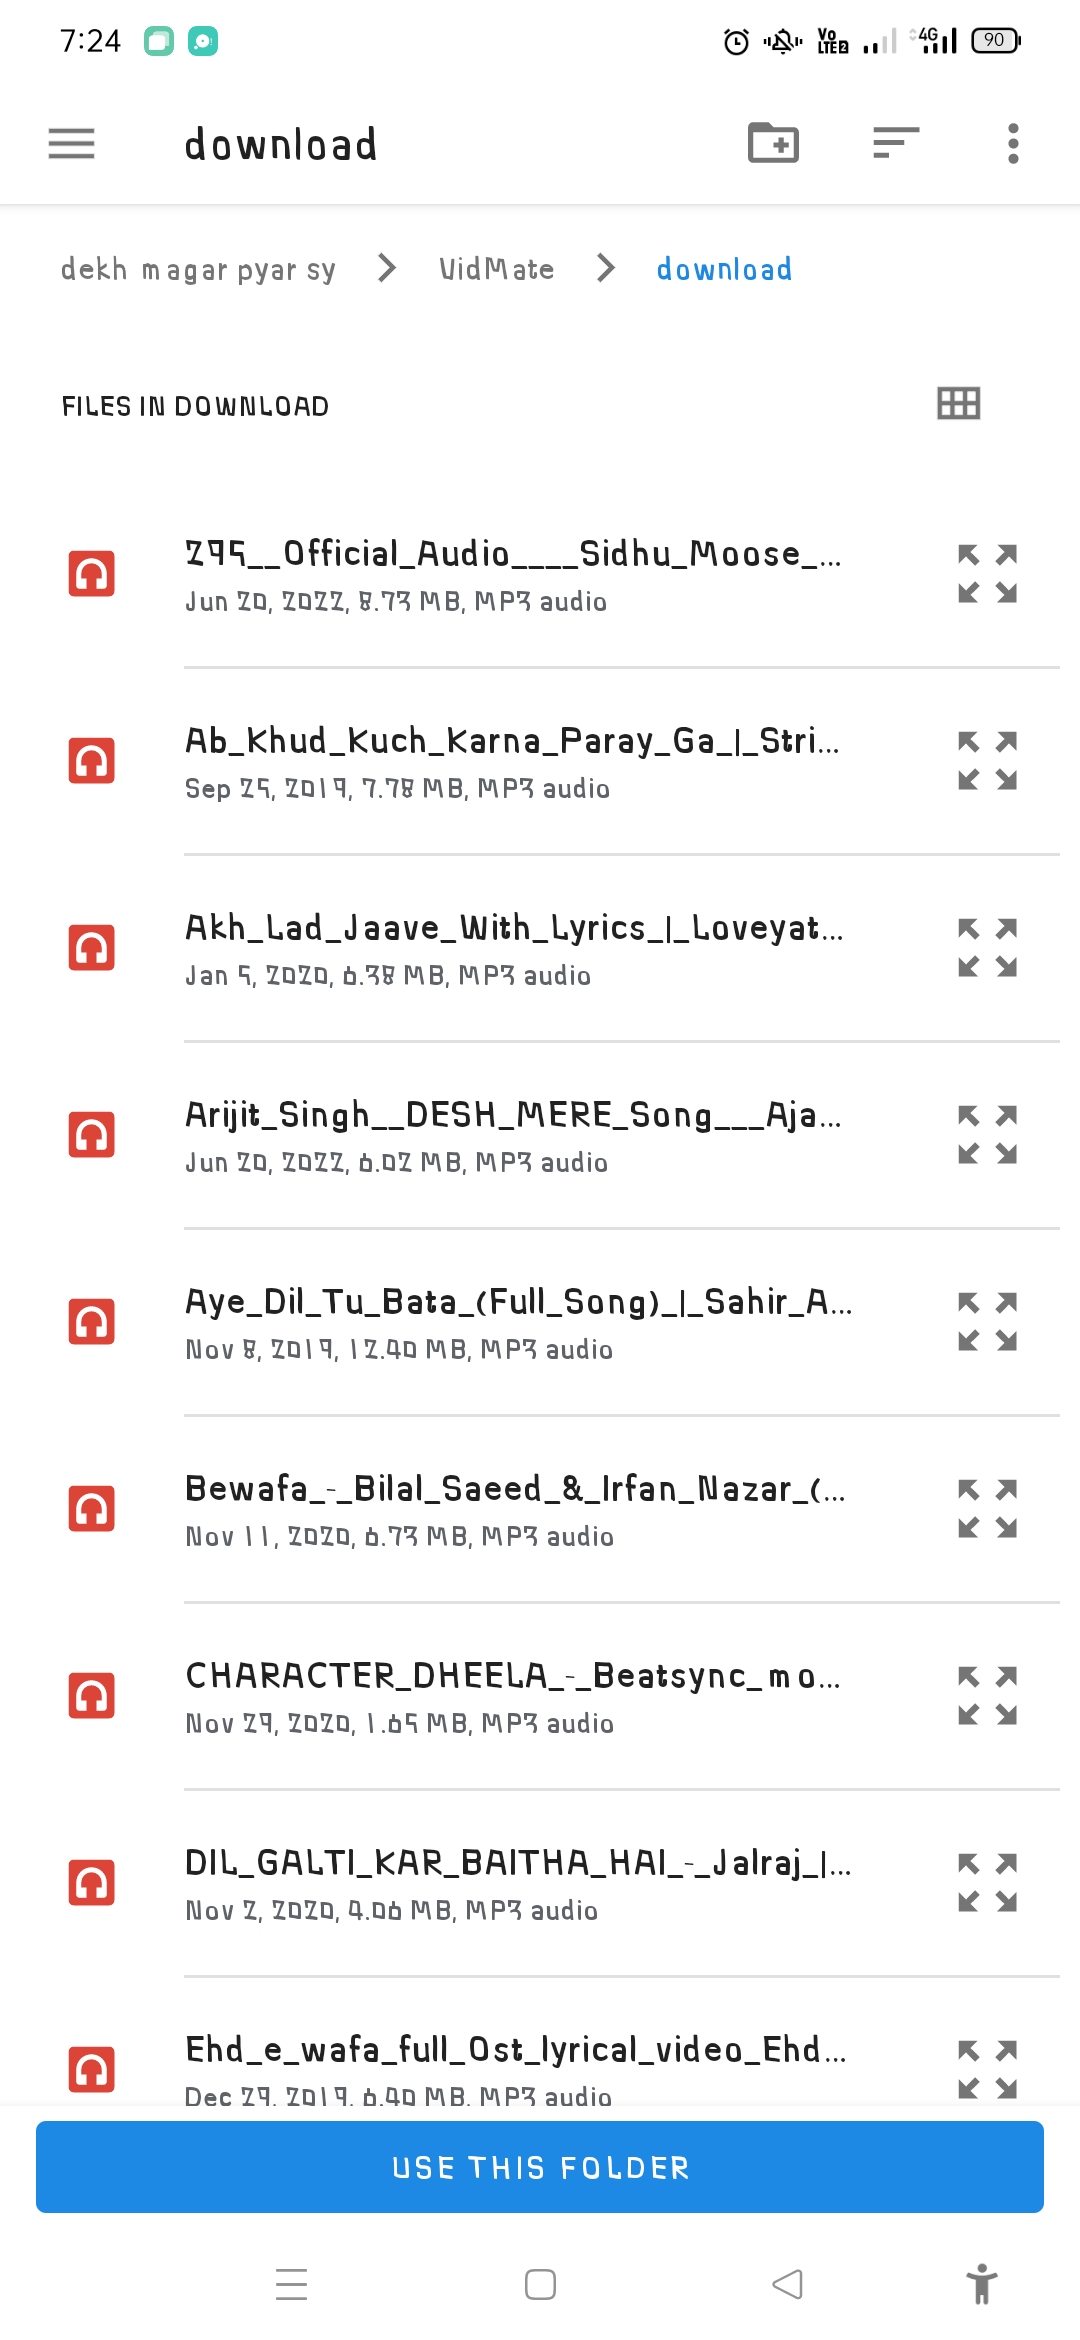 7:24
Vo LTE2
4G
90
download
dekh magar pyar sy > VidMate > download
FILES IN DOWNLOAD
295__Official_Audio____Sidhu_Moose_...
Jun 20, 2022, 8.73 MB, MP3 audio
Ab_Khud_Kuch_Karna_Paray_Ga_|_Stri...
Sep 25, 2019, 7.78 MB, MP3 audio
Akh_Lad_Jaave_With_Lyrics_|_Loveyat...
Jan 5, 2020, 6.38 MB, MP3 audio
Arijit_Singh__DESH_MERE_Song___Aja...
Jun 20, 2022, 6.02 MB, MP3 audio
Aye_Dil_Tu_Bata_(Full_Song)_|_Sahir_A...
Nov 8, 2019, 12.40 MB, MP3 audio
Bewafa_-_Bilal_Saeed_&_Irfan_Nazar_(...
Nov 11, 2020, 6.73 MB, MP3 audio
CHARACTER_DHEELA_-_Beatsync_mo...
Nov 29, 2020, 1.65 MB, MP3 audio
DIL_GALTI_KAR_BAITHA_HAI_-_Jalraj_|...
Nov 2, 2020, 4.06 MB, MP3 audio
Ehd_e_wafa_full_Ost_lyrical_video_Ehd...
Dec 29, 2019, 6.40 MB, MP3 audio
USE THIS FOLDER